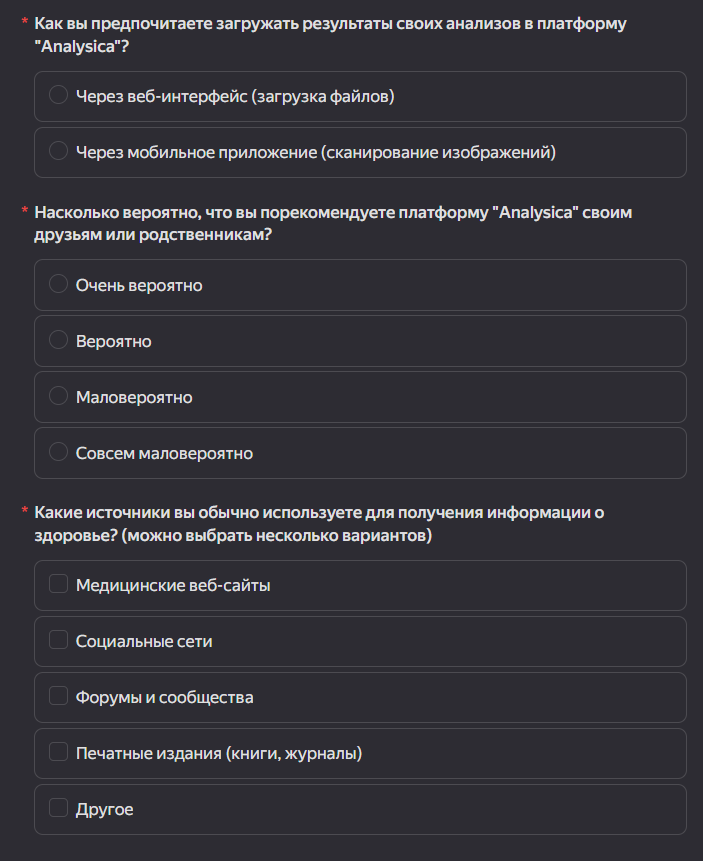 * Как вы предпочитаете загружать результаты своих анализов в платформу
"Analysica"?
Через веб-интерфейс (загрузка файлов)
Через мобильное приложение (сканирование изображений)
* Насколько вероятно, что вы порекомендуете платформу "Analysica" своим
друзьям или родственникам?
Очень вероятно
Вероятно
Маловероятно
Совсем маловероятно
* Какие источники вы обычно используете для получения информации о
здоровье? (можно выбрать несколько вариантов)
Медицинские веб-сайты
Социальные сети
Форумы и сообщества
Печатные издания (книги, журналы)
Другое